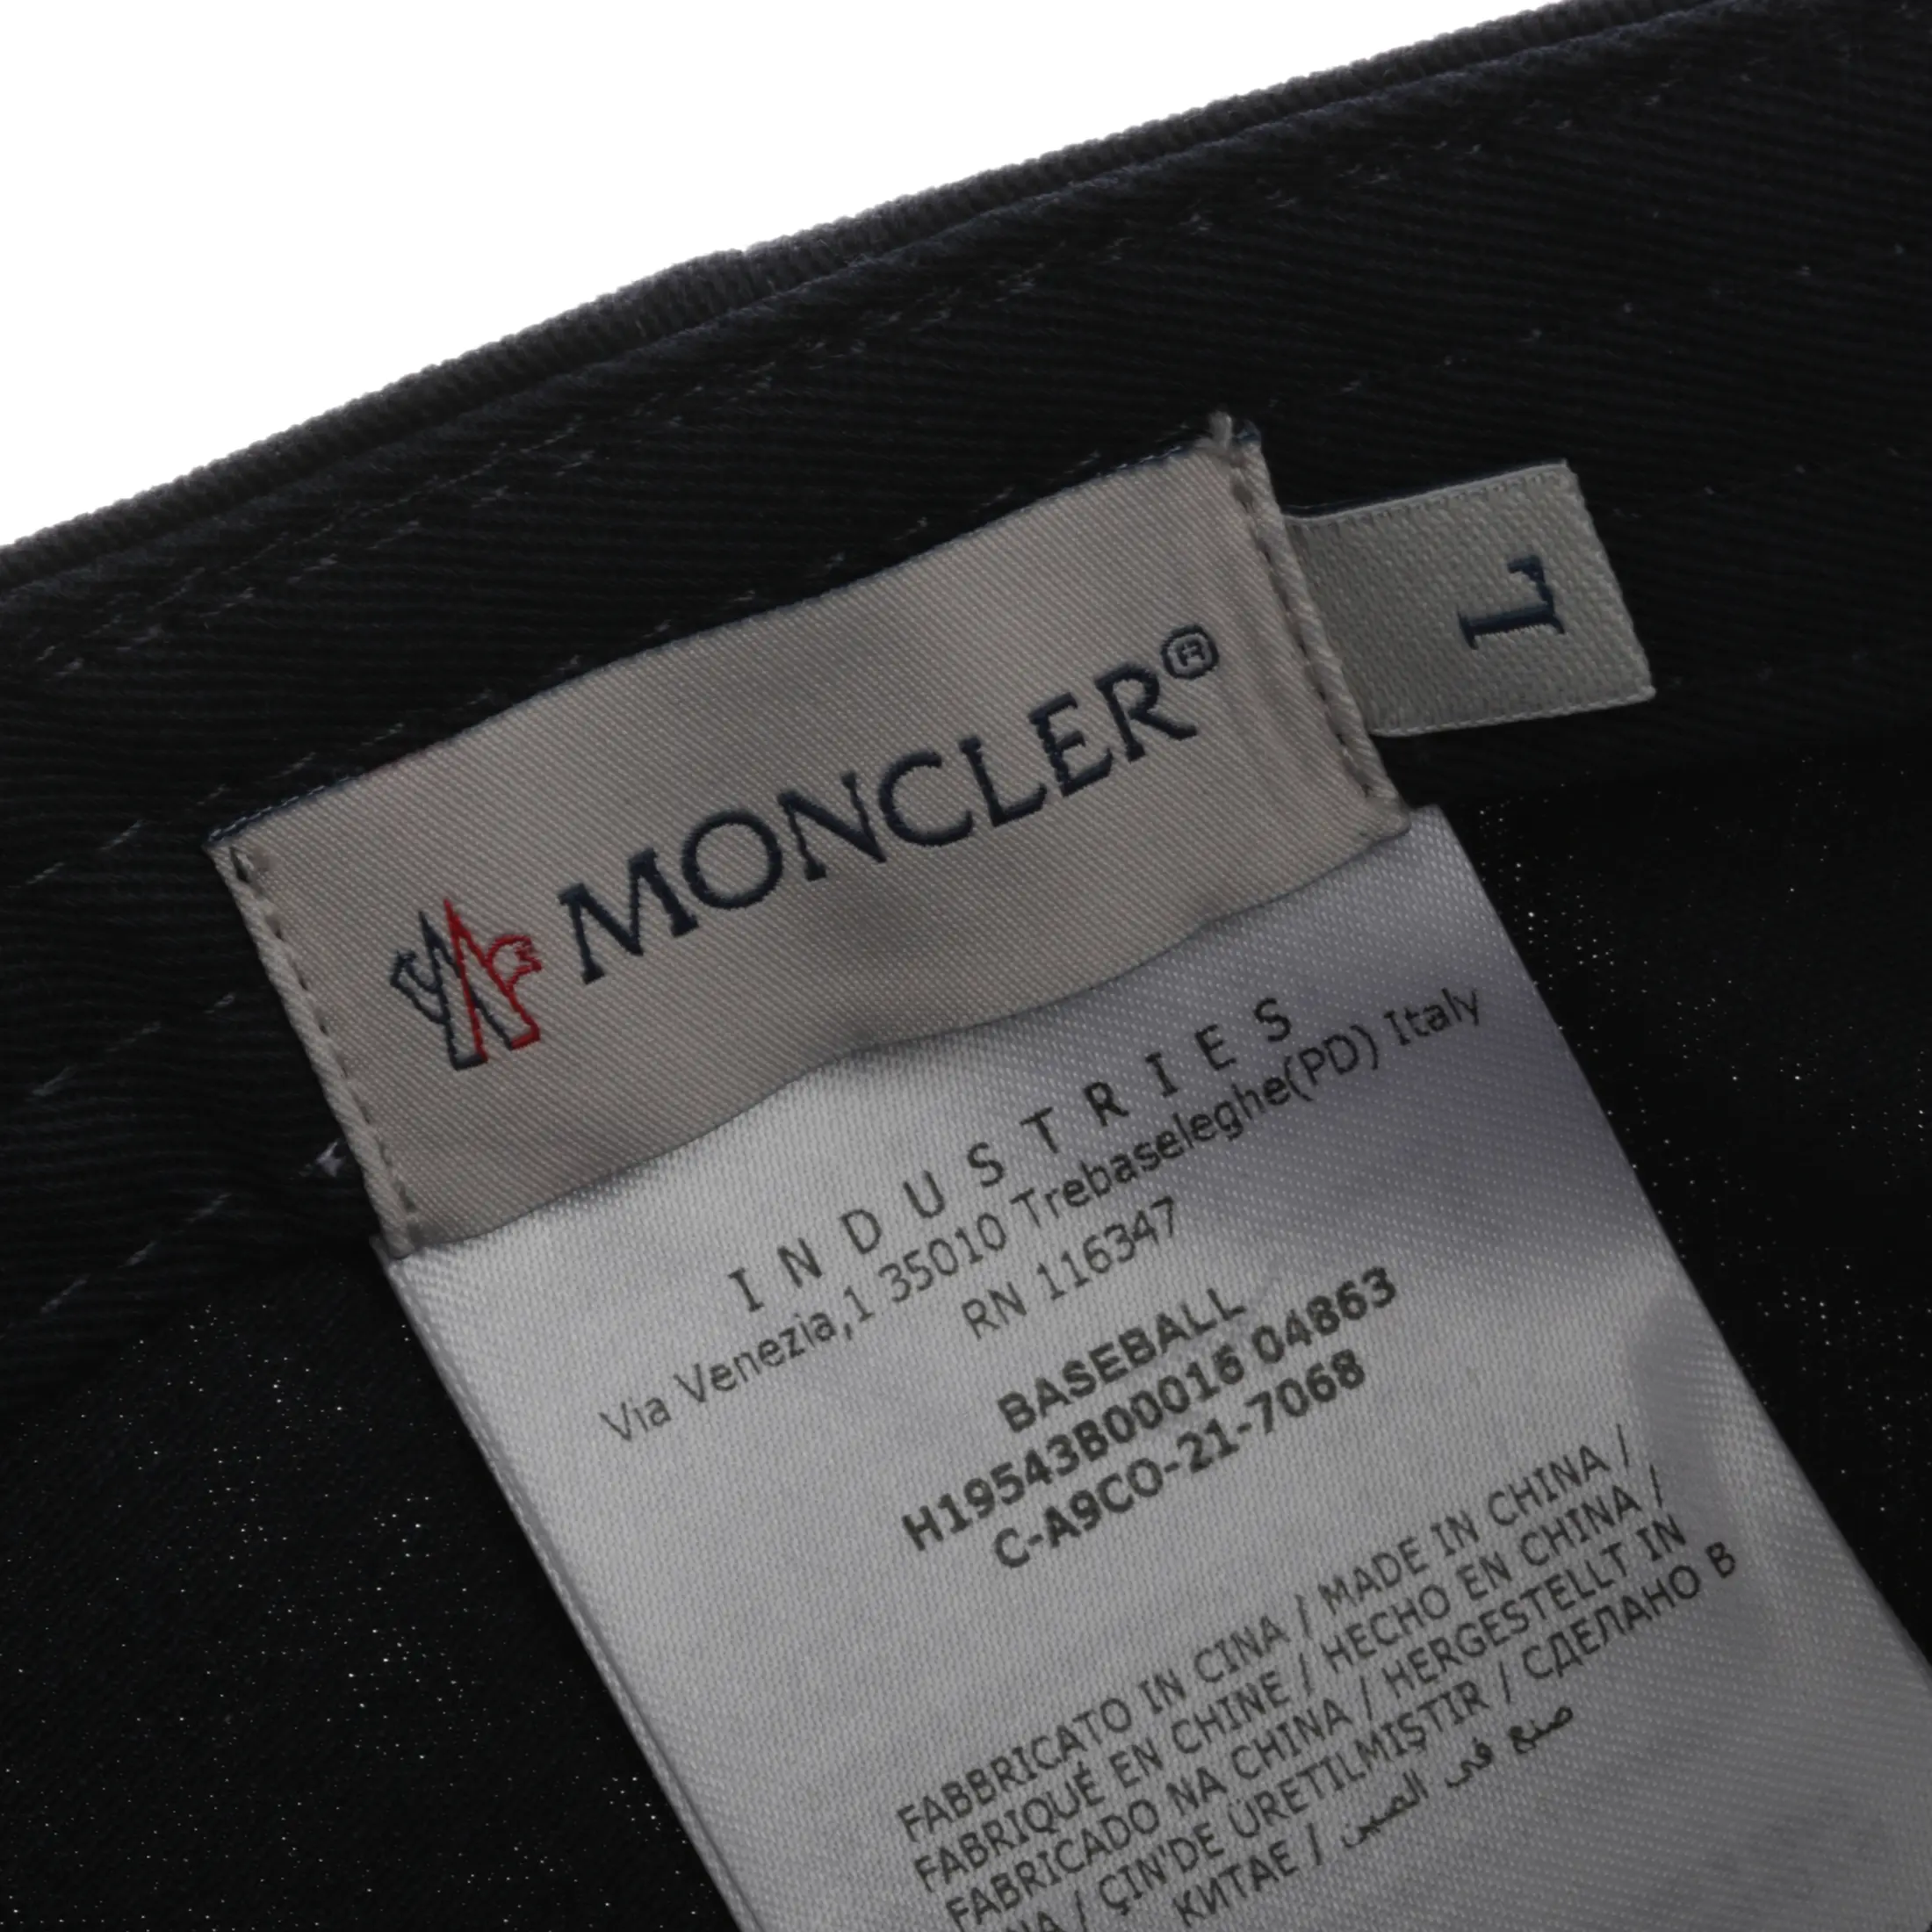 MONCLER®
L
INDUSTRIES
Via Venezia,1 35010 Trebaseleghe(PD) Italy
RN 116347
BASEBALL
H19543B00016 04863
C-A9CO-21-7068
FABBRICATO IN CINA / MADE IN CHINA /
FABRIQUÉ EN CHINE / HECHO EN CHINA /
FABRICADO NA CHINA / HERGESTELLT IN
/ ÇIN'DE ÜRETILMIŞTIR / СДЕЛАНО В
КИТАЕ / صنع في الصين